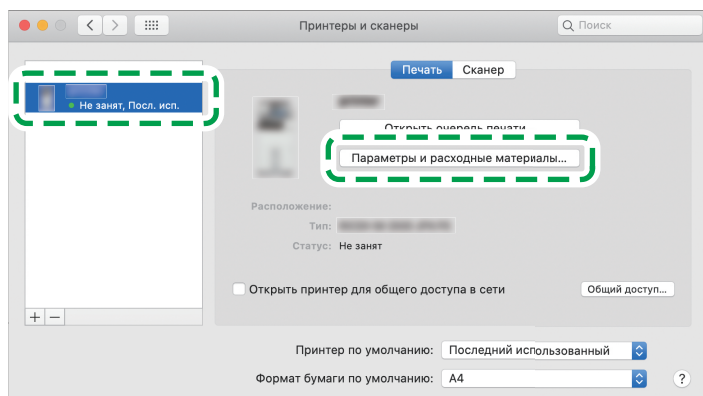 Принтеры и сканеры
Поиск
Печать Сканер
Не занят, Посл. исп.
Открыть очередь печати...
Параметры и расходные материалы...
Расположение:
Тип:
Статус: Не занят
Открыть принтер для общего доступа в сети
Общий доступ...
+ −
Принтер по умолчанию: Последний использованный
Формат бумаги по умолчанию: A4
?